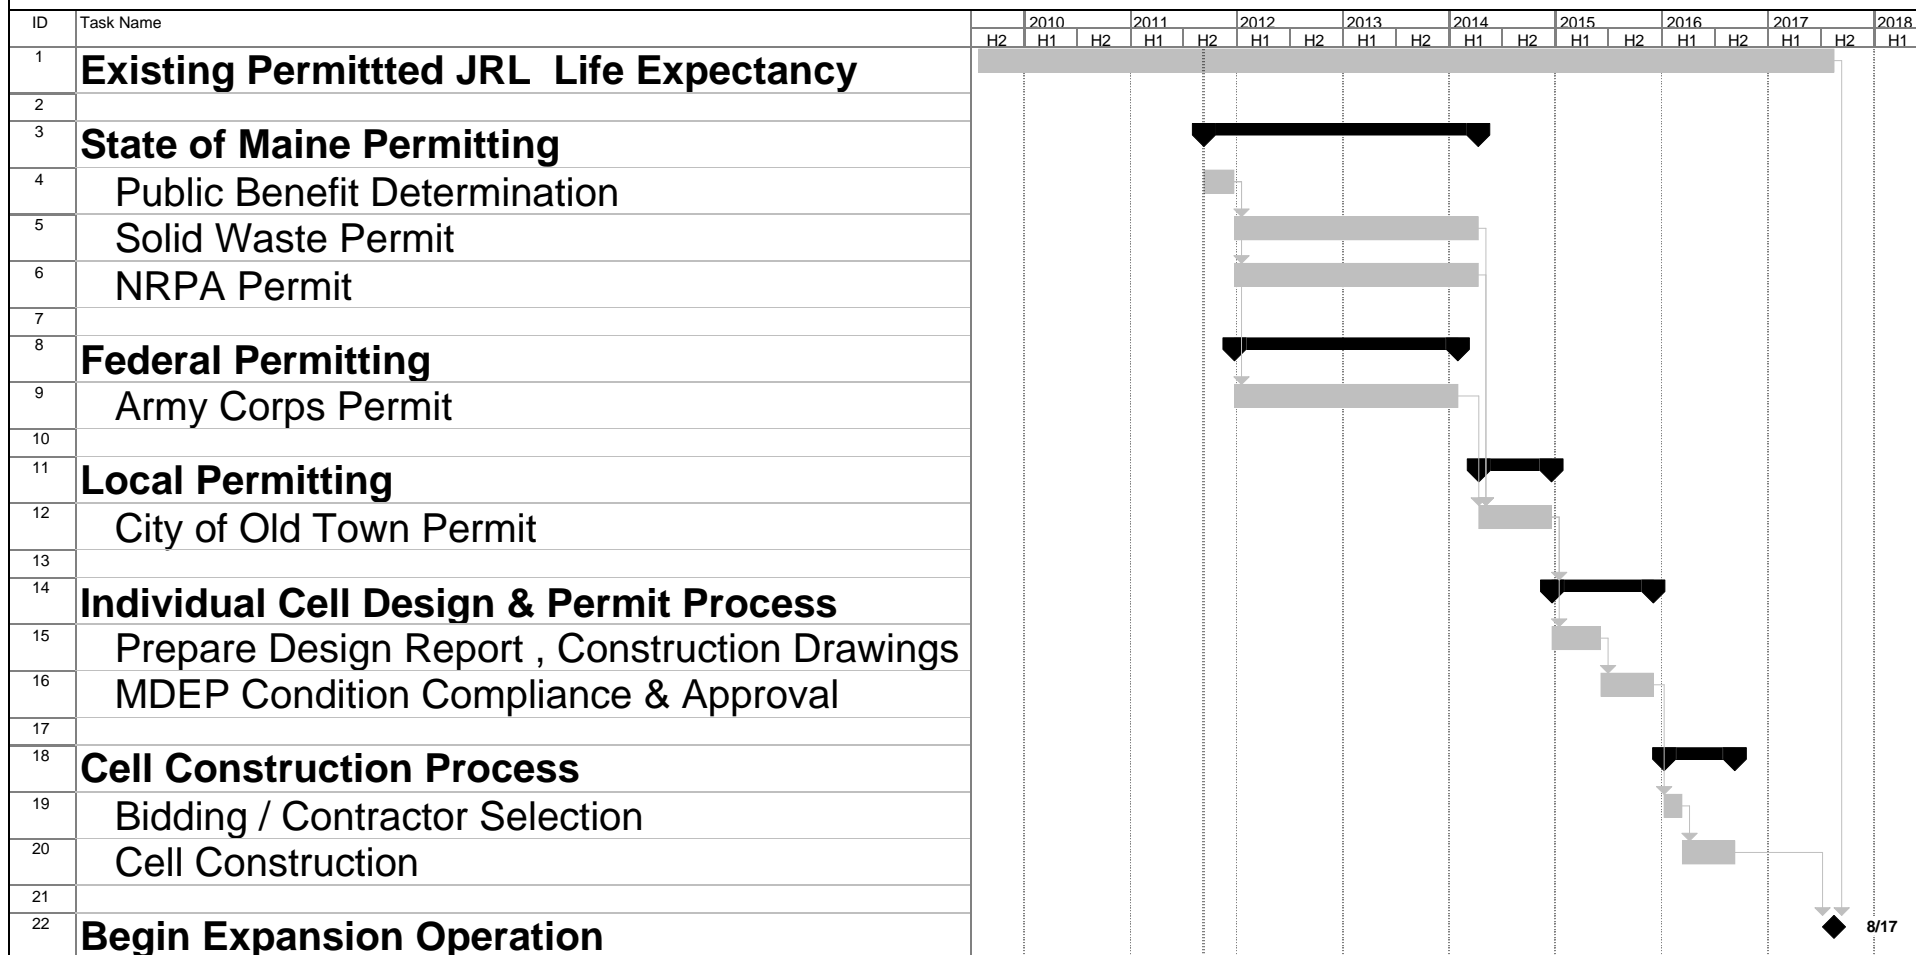 ID Task Name 2010 2011 2012 2013 2014 2015 2016 2017 2018
H2 H1 H2 H1 H2 H1 H2 H1 H2 H1 H2 H1 H2 H1 H2 H1 H2 H1
1 Existing Permittted JRL Life Expectancy
2
3 State of Maine Permitting
4 Public Benefit Determination
5 Solid Waste Permit
6 NRPA Permit
7
8 Federal Permitting
9 Army Corps Permit
10
11 Local Permitting
12 City of Old Town Permit
13
14 Individual Cell Design & Permit Process
15 Prepare Design Report , Construction Drawings
16 MDEP Condition Compliance & Approval
17
18 Cell Construction Process
19 Bidding / Contractor Selection
20 Cell Construction
21
22 Begin Expansion Operation 8/17